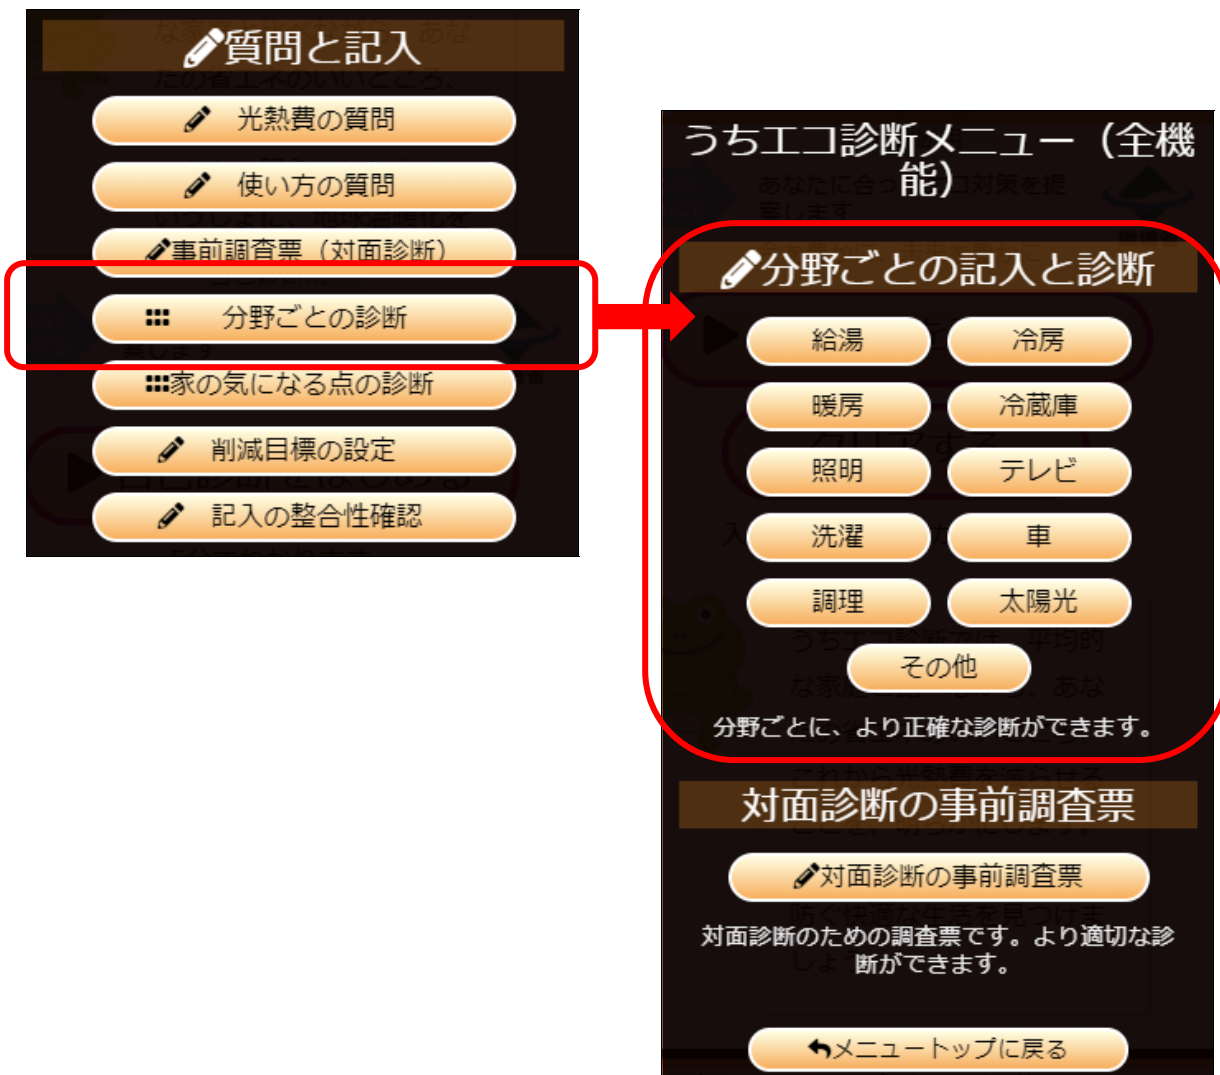 質問と記入
光熱費の質問
使い方の質問
事前調査票（対面診断）
分野ごとの診断
家の気になる点の診断
削減目標の設定
記入の整合性確認
うちエコ診断メニュー（全機
能）
分野ごとの記入と診断
給湯
冷房
暖房
冷蔵庫
照明
テレビ
洗濯
車
調理
太陽光
その他
分野ごとに、より正確な診断ができます。
対面診断の事前調査票
対面診断の事前調査票
対面診断のための調査票です。より適切な診
断ができます。
メニュートップに戻る